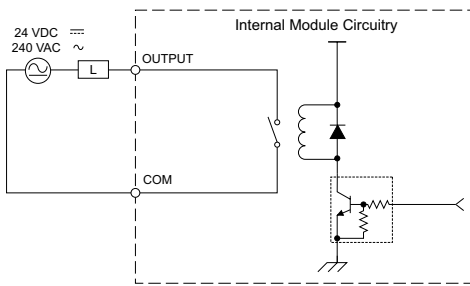 Internal Module Circuitry
24 VDC ⎓
240 VAC ∿
L
OUTPUT
COM